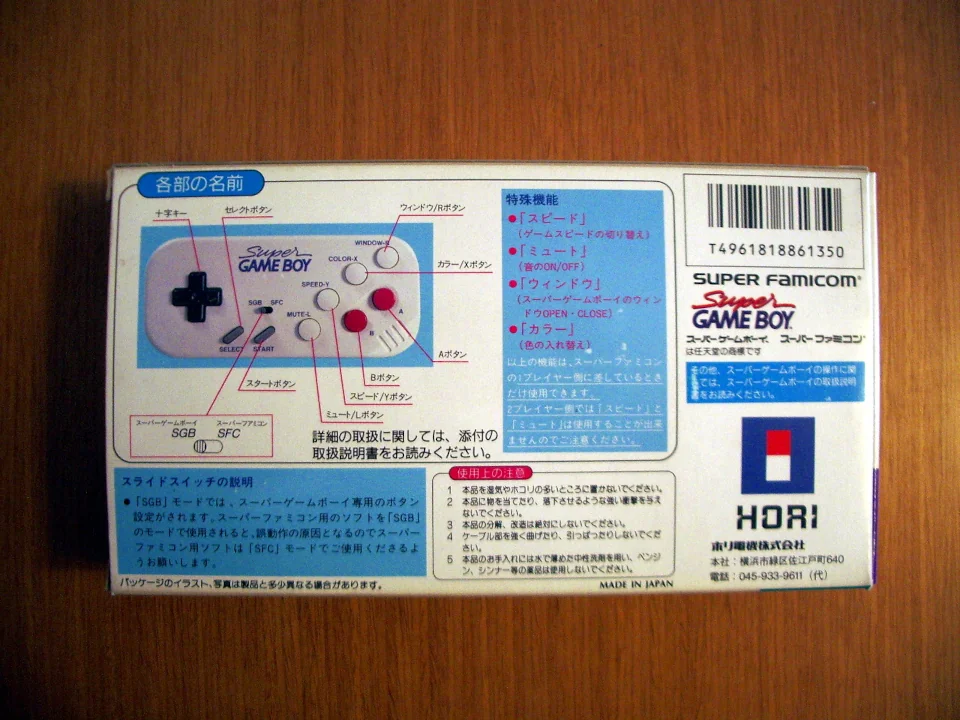 各部の名前
十字キー
セレクトボタン
ウィンドウ/Rボタン
Super
GAME BOY
WINDOW-R
COLOR-X
カラー/Xボタン
SPEED-Y
SGB SFC
MUTE-L
A
B
SELECT
START
Aボタン
Bボタン
スタートボタン
スピード/Yボタン
ミュート/Lボタン
スーパーゲームボーイ スーパーファミコン
SGB SFC
詳細の取扱に関しては、添付の
取扱説明書をお読みください。
特殊機能
●「スピード」
(ゲームスピードの切り替え)
●「ミュート」
(音のON/OFF)
●「ウィンドウ」
(スーパーゲームボーイのウィン
ドウOPEN・CLOSE)
●「カラー」
(色の入れ替え)
以上の機能は、スーパーファミコン
の1プレイヤー側に差しているとき
だけ使用できます。
2プレイヤー側では「スピード」と
「ミュート」は使用することが出来
ませんのでご注意ください。
スライドスイッチの説明
●「SGB」モードでは、スーパーゲームボーイ専用のボタン
設定がされます。スーパーファミコン用のソフトを「SGB」
のモードで使用されると、誤動作の原因となるのでスーパー
ファミコン用ソフトは「SFC」モードでご使用くださるよ
うお願いします。
パッケージのイラスト、写真は製品と多少異なる場合があります。
使用上の注意
1 本品を湿気やホコリの多いところに置かないでください。
2 本品に物を当てたり、落下させるような強い衝撃を与え
ないでください。
3 本品の分解、改造は絶対にしないでください。
4 ケーブル部を強く曲げたり、引っぱったりしないでくだ
さい。
5 本品のお手入れには水で薄めた中性洗剤を用い、ベンジ
ン、シンナー等の薬品は使用しないでください。
MADE IN JAPAN
T4961818861350
SUPER FAMICOM®
Super
GAME BOY™
スーパーゲームボーイ、スーパーファミコン
は任天堂の商標です
その他、スーパーゲームボーイの操作に関
しては、スーパーゲームボーイの取扱説明
書をお読みください。
HORI
ホリ電機株式会社
本社：横浜市緑区佐江戸町640
電話：045-933-9611（代）